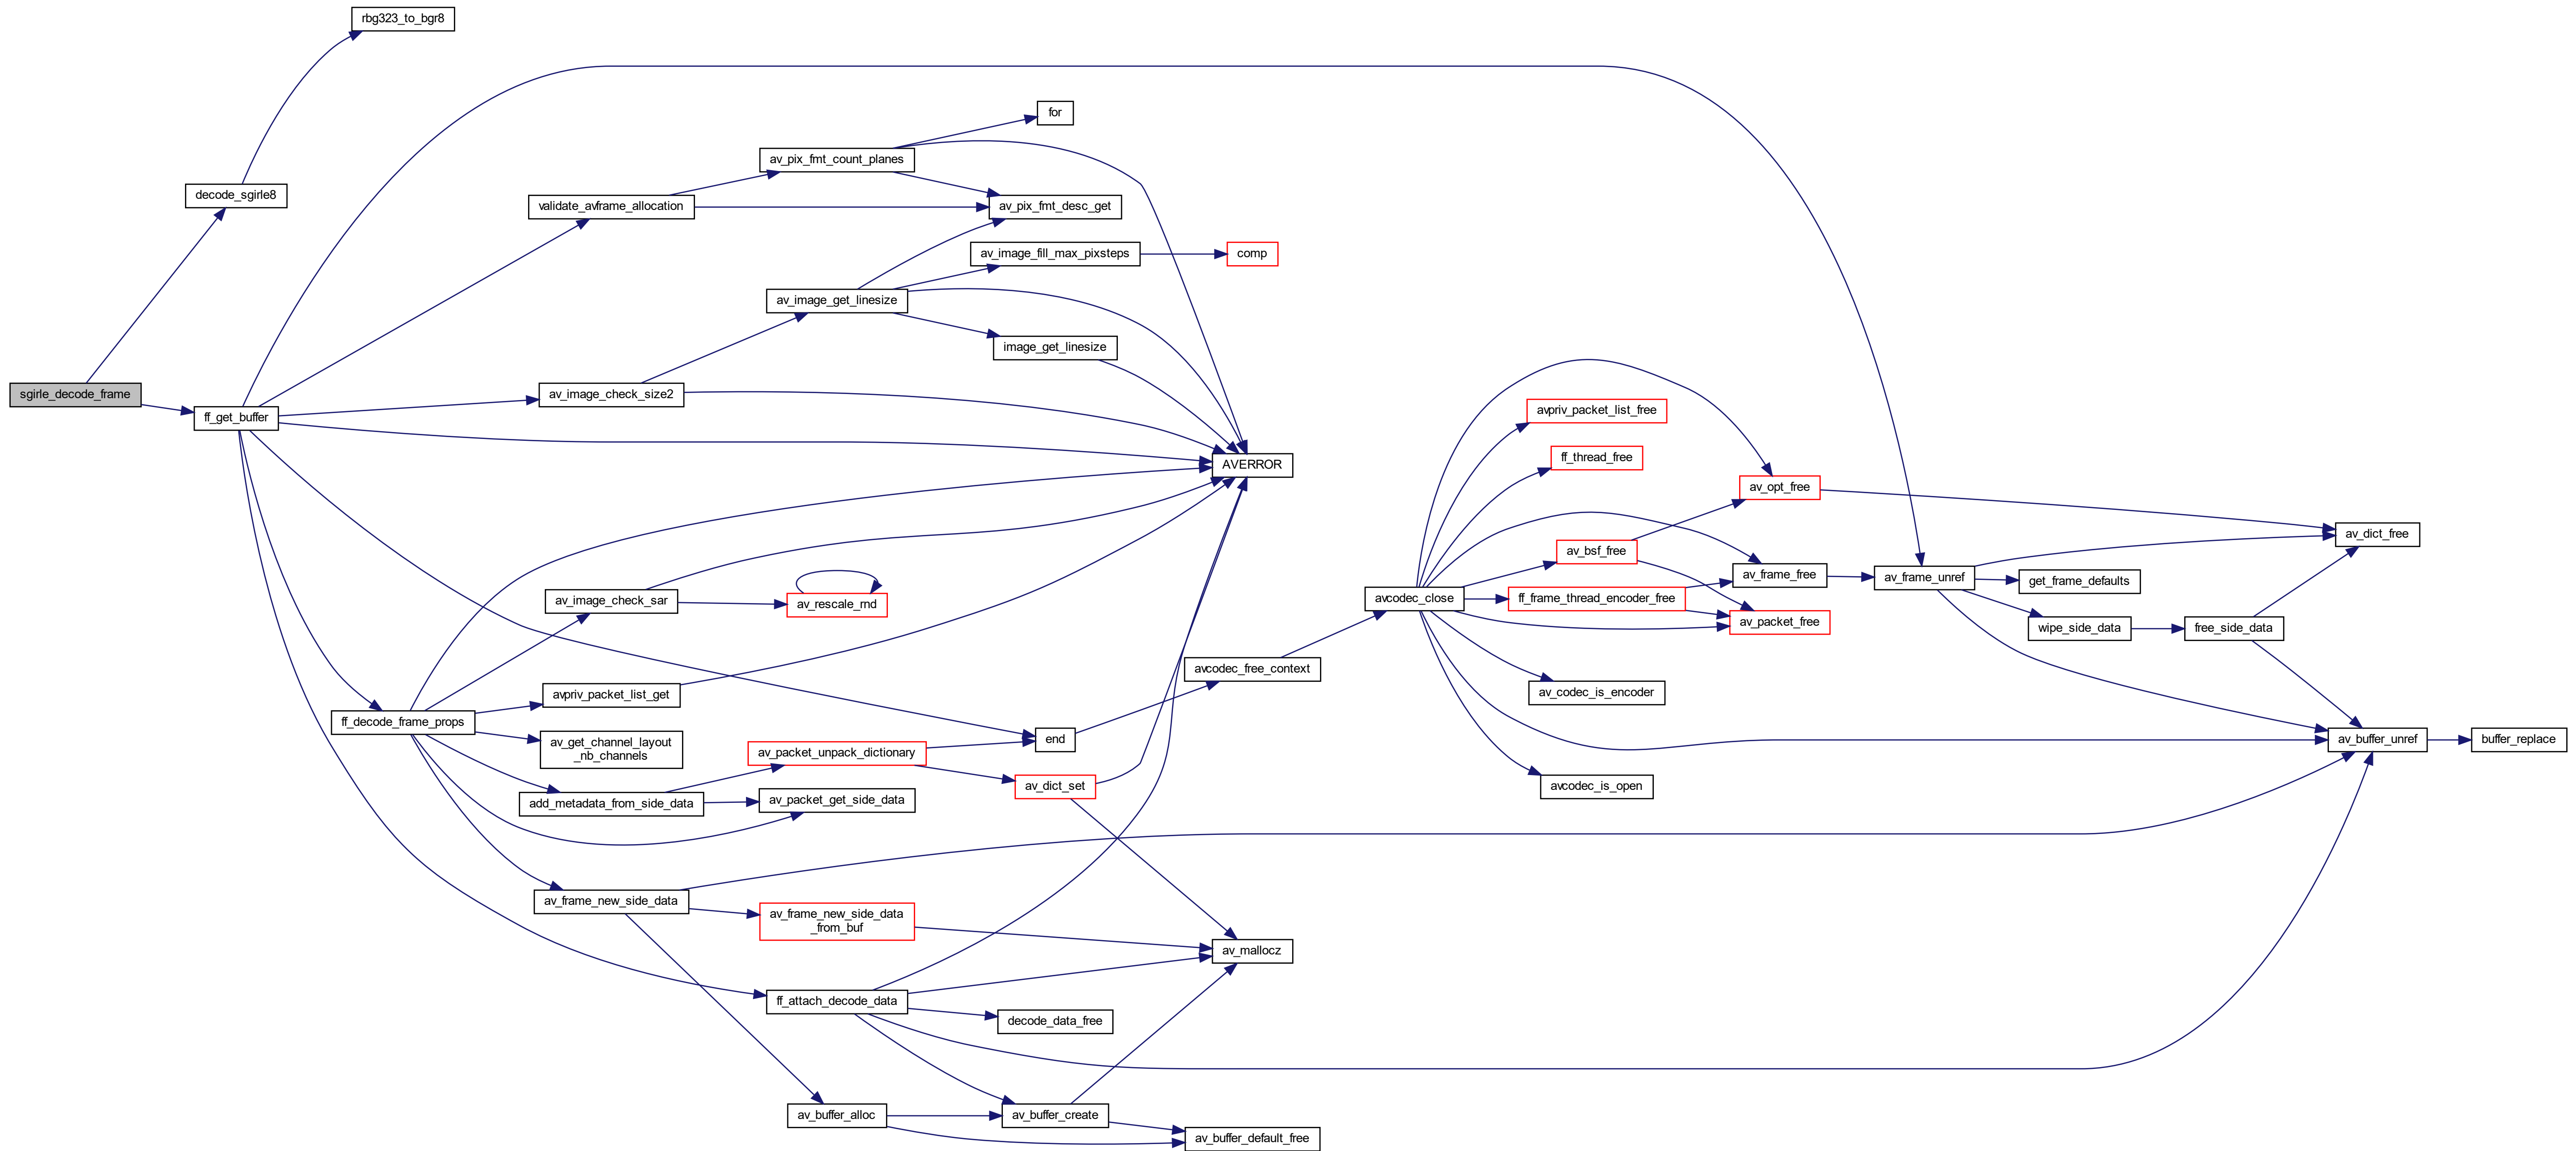 rbg323_to_bgr8
for
av_pix_fmt_count_planes
decode_sgirle8
validate_avframe_allocation
av_pix_fmt_desc_get
av_image_fill_max_pixsteps
comp
av_image_get_linesize
image_get_linesize
sgirle_decode_frame
av_image_check_size2
ff_get_buffer
avpriv_packet_list_free
ff_thread_free
AVERROR
av_opt_free
av_dict_free
av_bsf_free
av_frame_free
av_frame_unref
get_frame_defaults
av_image_check_sar
av_rescale_rnd
avcodec_close
ff_frame_thread_encoder_free
av_packet_free
wipe_side_data
free_side_data
avcodec_free_context
avpriv_packet_list_get
av_codec_is_encoder
ff_decode_frame_props
av_get_channel_layout
_nb_channels
end
av_packet_unpack_dictionary
av_buffer_unref
buffer_replace
av_dict_set
avcodec_is_open
add_metadata_from_side_data
av_packet_get_side_data
av_frame_new_side_data
av_frame_new_side_data
_from_buf
av_mallocz
ff_attach_decode_data
decode_data_free
av_buffer_alloc
av_buffer_create
av_buffer_default_free